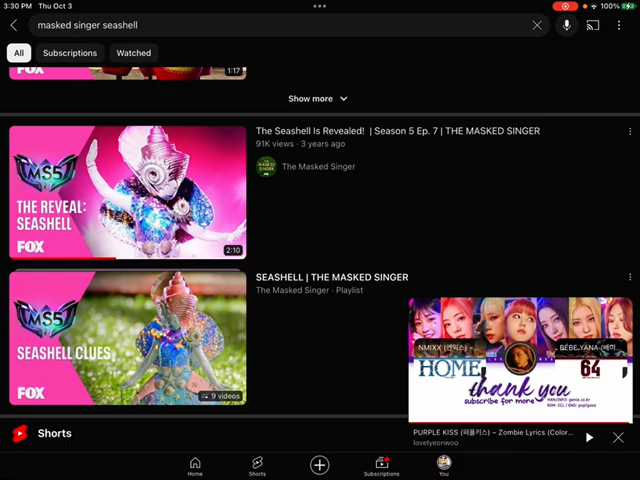 3:30 PM Thu Oct 3
100%
masked singer seashell
All
Subscriptions
Watched
FOX
1:17
Show more
MS5
THE REVEAL:
SEASHELL
FOX
2:10
The Seashell Is Revealed! | Season 5 Ep. 7 | THE MASKED SINGER
91K views · 3 years ago
The Masked Singer
MS5
SEASHELL CLUES
FOX
9 videos
SEASHELL | THE MASKED SINGER
The Masked Singer · Playlist
NMIXX (엔믹스) –...
BÉBE.YANA (베이...
HOME
64
thank you
subscribe for more
PURPLE KISS (퍼플키스) – Zombie Lyrics (Color...
lovelyeonwoo
Shorts
Home
Shorts
Subscriptions
You